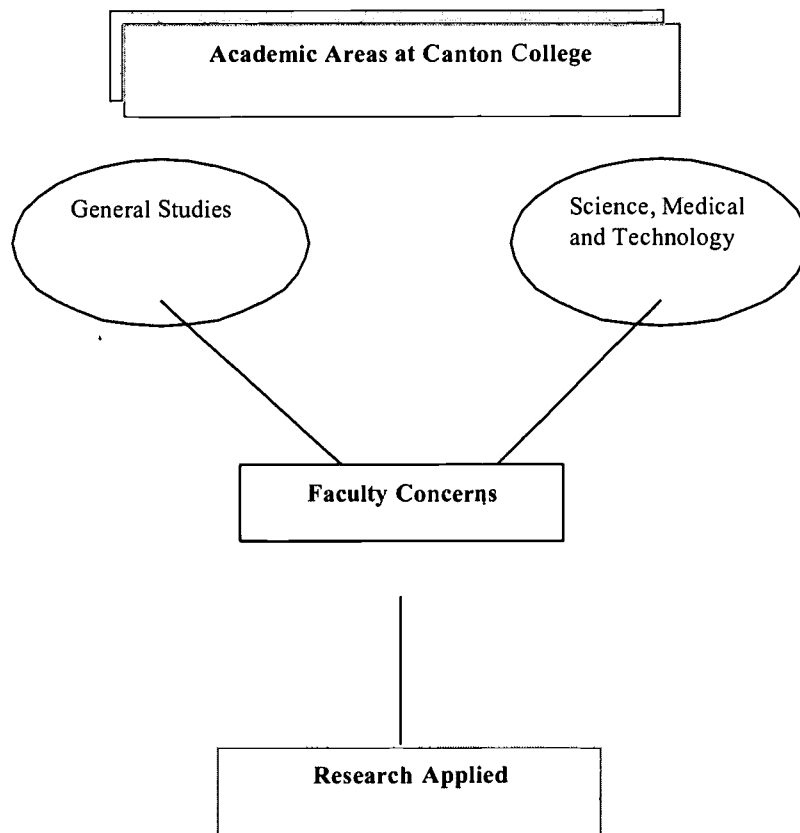 Academic Areas at Canton College
General Studies
Science, Medical
and Technology
Faculty Concerns
Research Applied